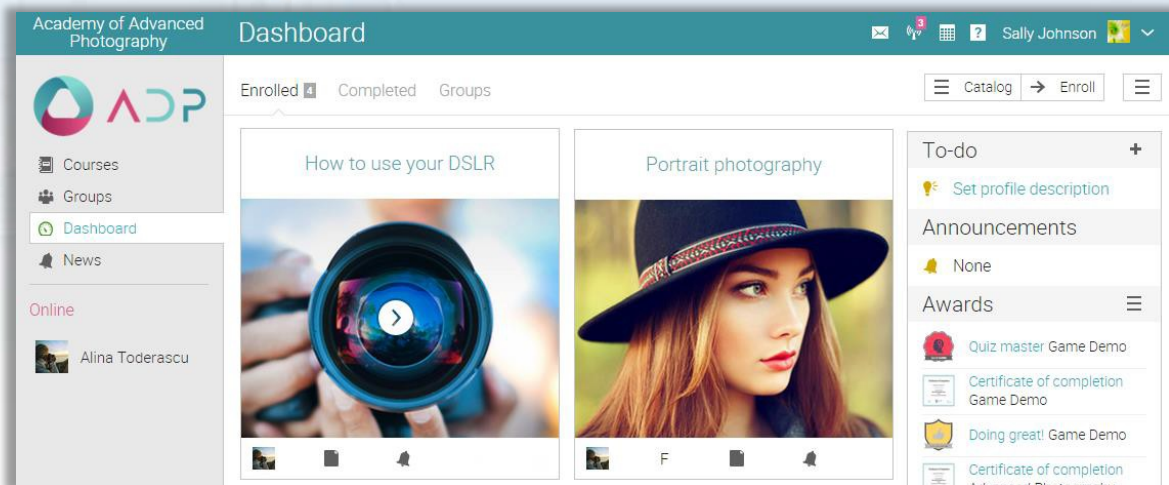 Academy of Advanced
Photography
Dashboard
3
?
Sally Johnson
ADP
Courses
Groups
Dashboard
News
Online
Alina Toderascu
Enrolled 4
Completed
Groups
Catalog
Enroll
How to use your DSLR
Portrait photography
F
To-do
+
Set profile description
Announcements
None
Awards
Quiz master Game Demo
Certificate of completion
Game Demo
Doing great! Game Demo
Certificate of completion
Advanced Photography